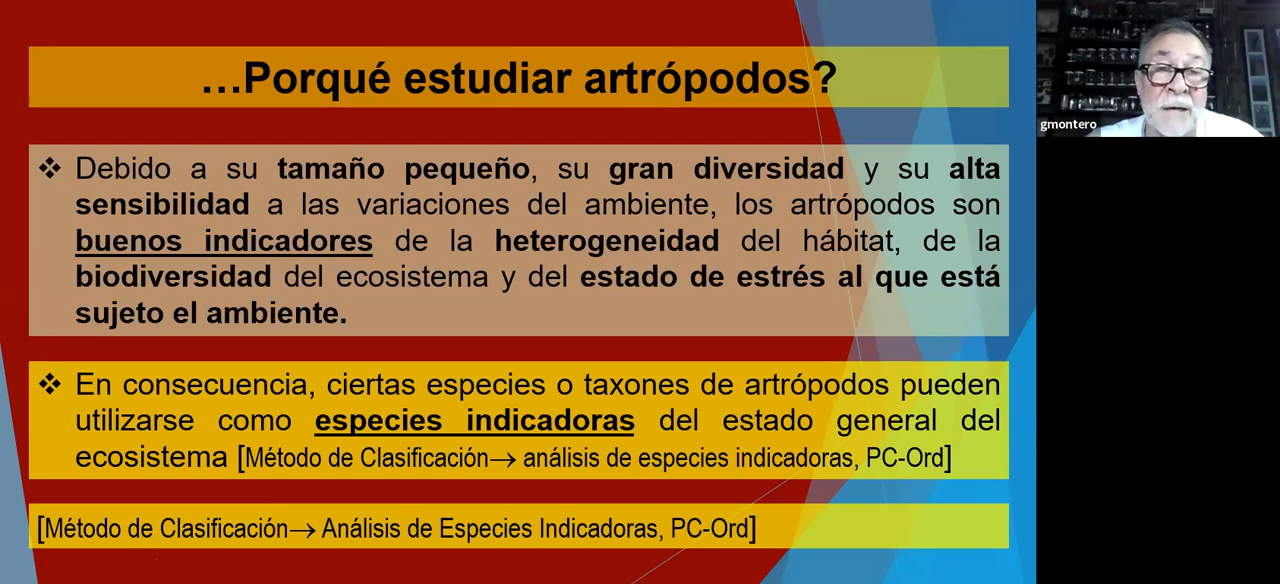 …Porqué estudiar artrópodos?
❖ Debido a su tamaño pequeño, su gran diversidad y su alta
sensibilidad a las variaciones del ambiente, los artrópodos son
buenos indicadores de la heterogeneidad del hábitat, de la
biodiversidad del ecosistema y del estado de estrés al que está
sujeto el ambiente.
❖ En consecuencia, ciertas especies o taxones de artrópodos pueden
utilizarse como especies indicadoras del estado general del
ecosistema [Método de Clasificación→ análisis de especies indicadoras, PC-Ord]
[Método de Clasificación→ Análisis de Especies Indicadoras, PC-Ord]
gmontero